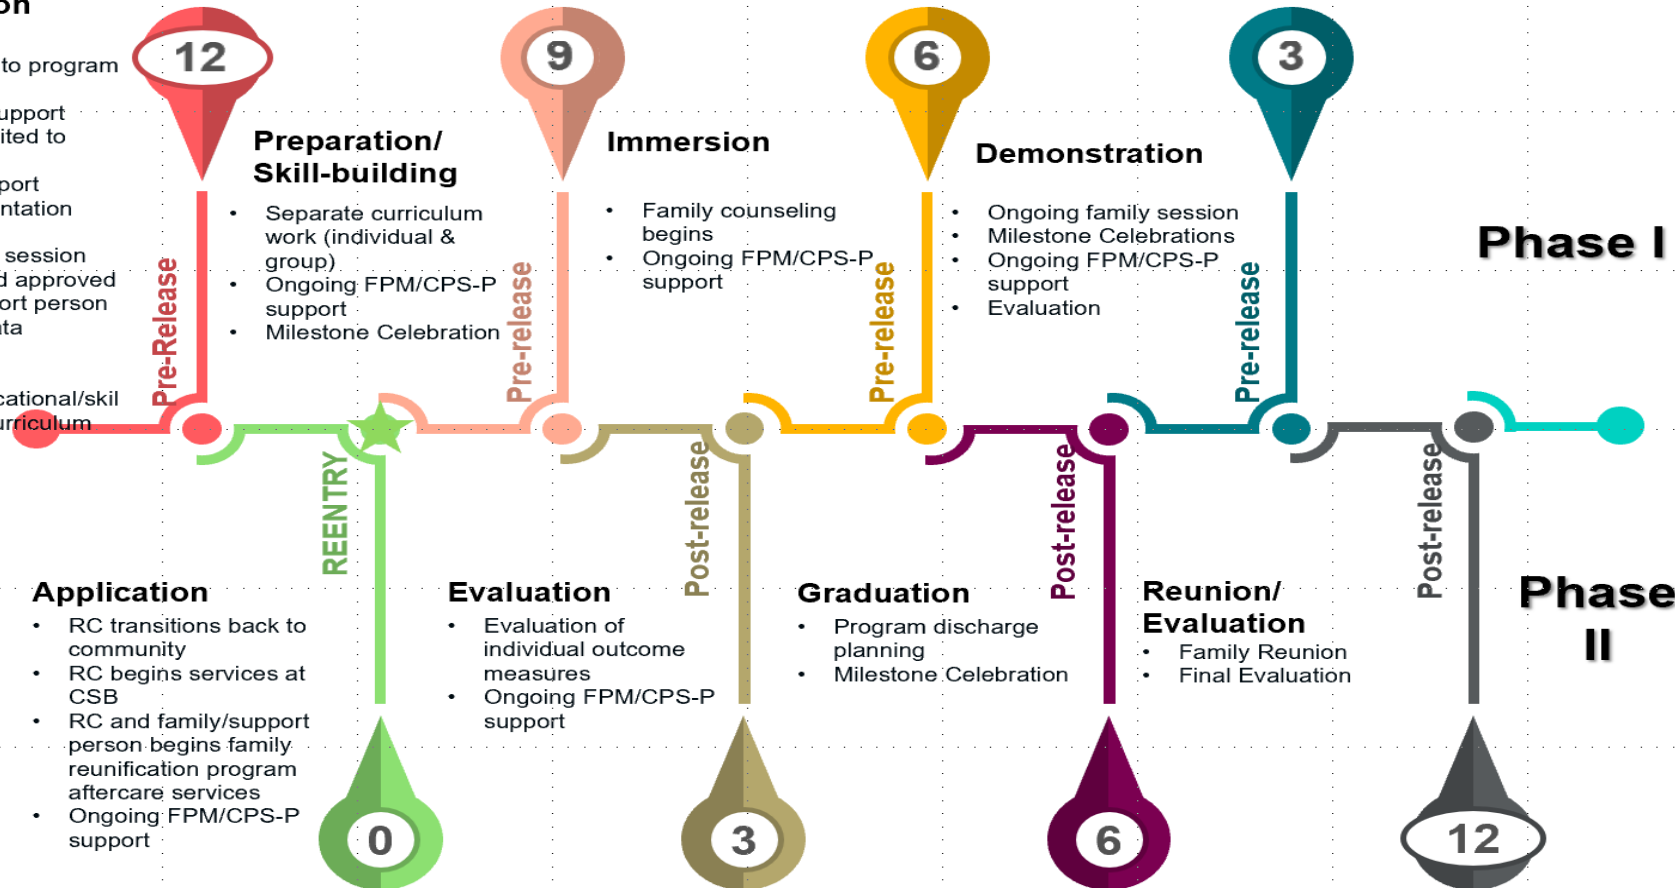 on
to program
upport
ited to
port
ntation
session
d approved
ort person
ata
cational/skil
urriculum
12
Pre-Release
Preparation/
Skill-building
• Separate curriculum
work (individual &
group)
• Ongoing FPM/CPS-P
support
• Milestone Celebration
9
Pre-release
Immersion
• Family counseling
begins
• Ongoing FPM/CPS-P
support
6
Pre-release
Demonstration
• Ongoing family session
• Milestone Celebrations
• Ongoing FPM/CPS-P
support
• Evaluation
3
Pre-release
Phase I
Application
• RC transitions back to
community
• RC begins services at
CSB
• RC and family/support
person begins family
reunification program
aftercare services
• Ongoing FPM/CPS-P
support
REENTRY
0
Evaluation
• Evaluation of
individual outcome
measures
• Ongoing FPM/CPS-P
support
Post-release
3
Graduation
• Program discharge
planning
• Milestone Celebration
Post-release
6
Reunion/
Evaluation
• Family Reunion
• Final Evaluation
Post-release
12
Phase
II